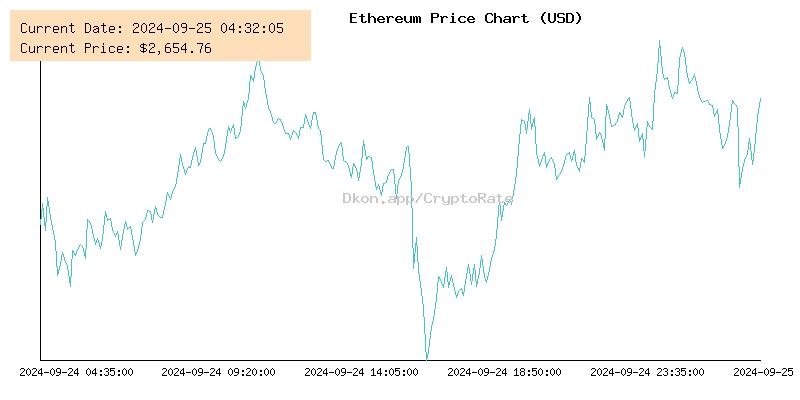 Ethereum Price Chart (USD)
Current Date: 2024-09-25 04:32:05
Current Price: $2,654.76
Dkon.app/CryptoRate
2024-09-24 04:35:00
2024-09-24 09:20:00
2024-09-24 14:05:00
2024-09-24 18:50:00
2024-09-24 23:35:00
2024-09-25